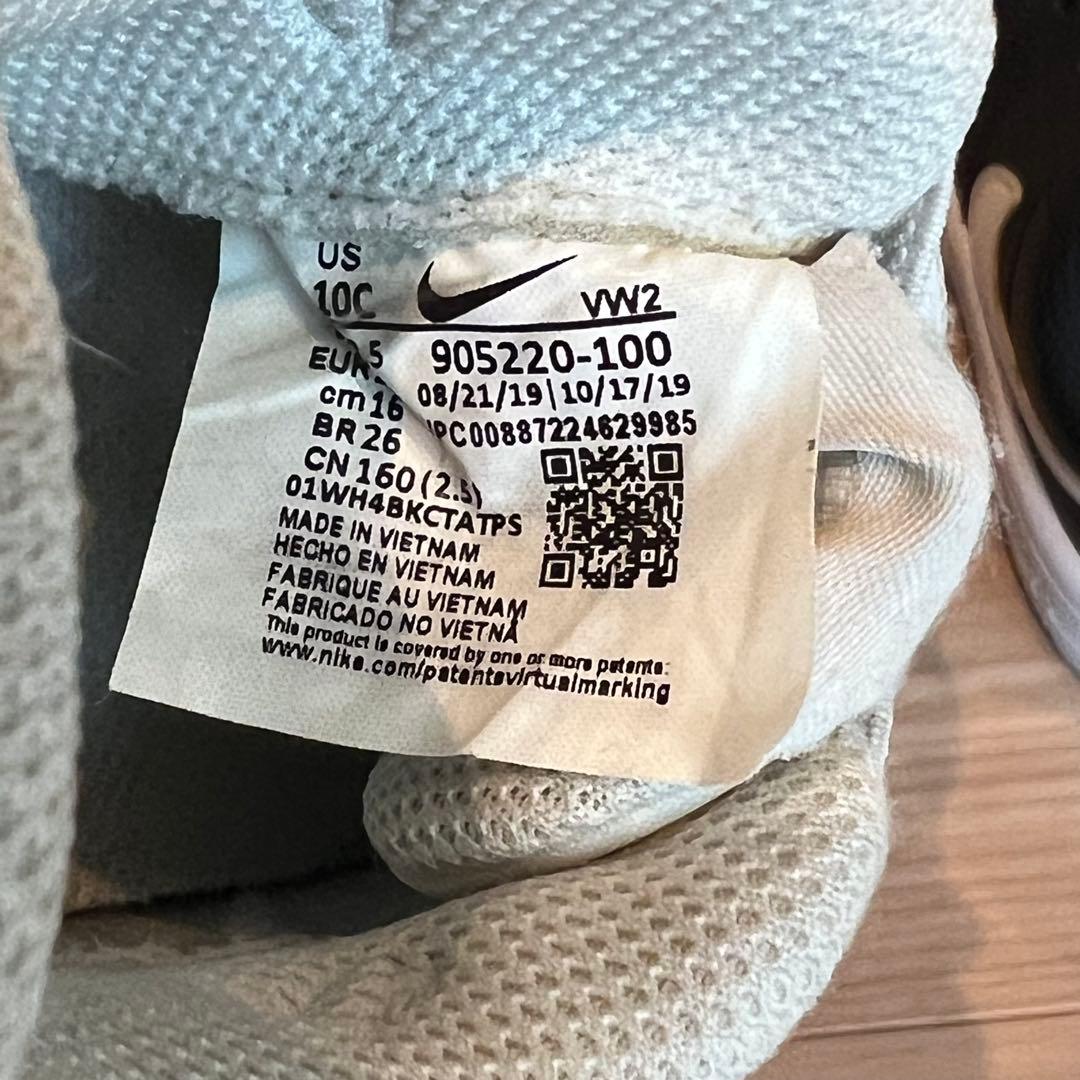 US
10C VW2
905220-100
cm 16 08/21/19|10/17/19
BR 26 PC00887224629985
CN 160 (2.5)
01WH4BKCTATPS
MADE IN VIETNAM
HECHO EN VIETNAM
FABRIQUE AU VIETNAM
FABRICADO NO VIETNÃ
This product is covered by one or more patents:
www.nike.com/patentsvirtualmarking